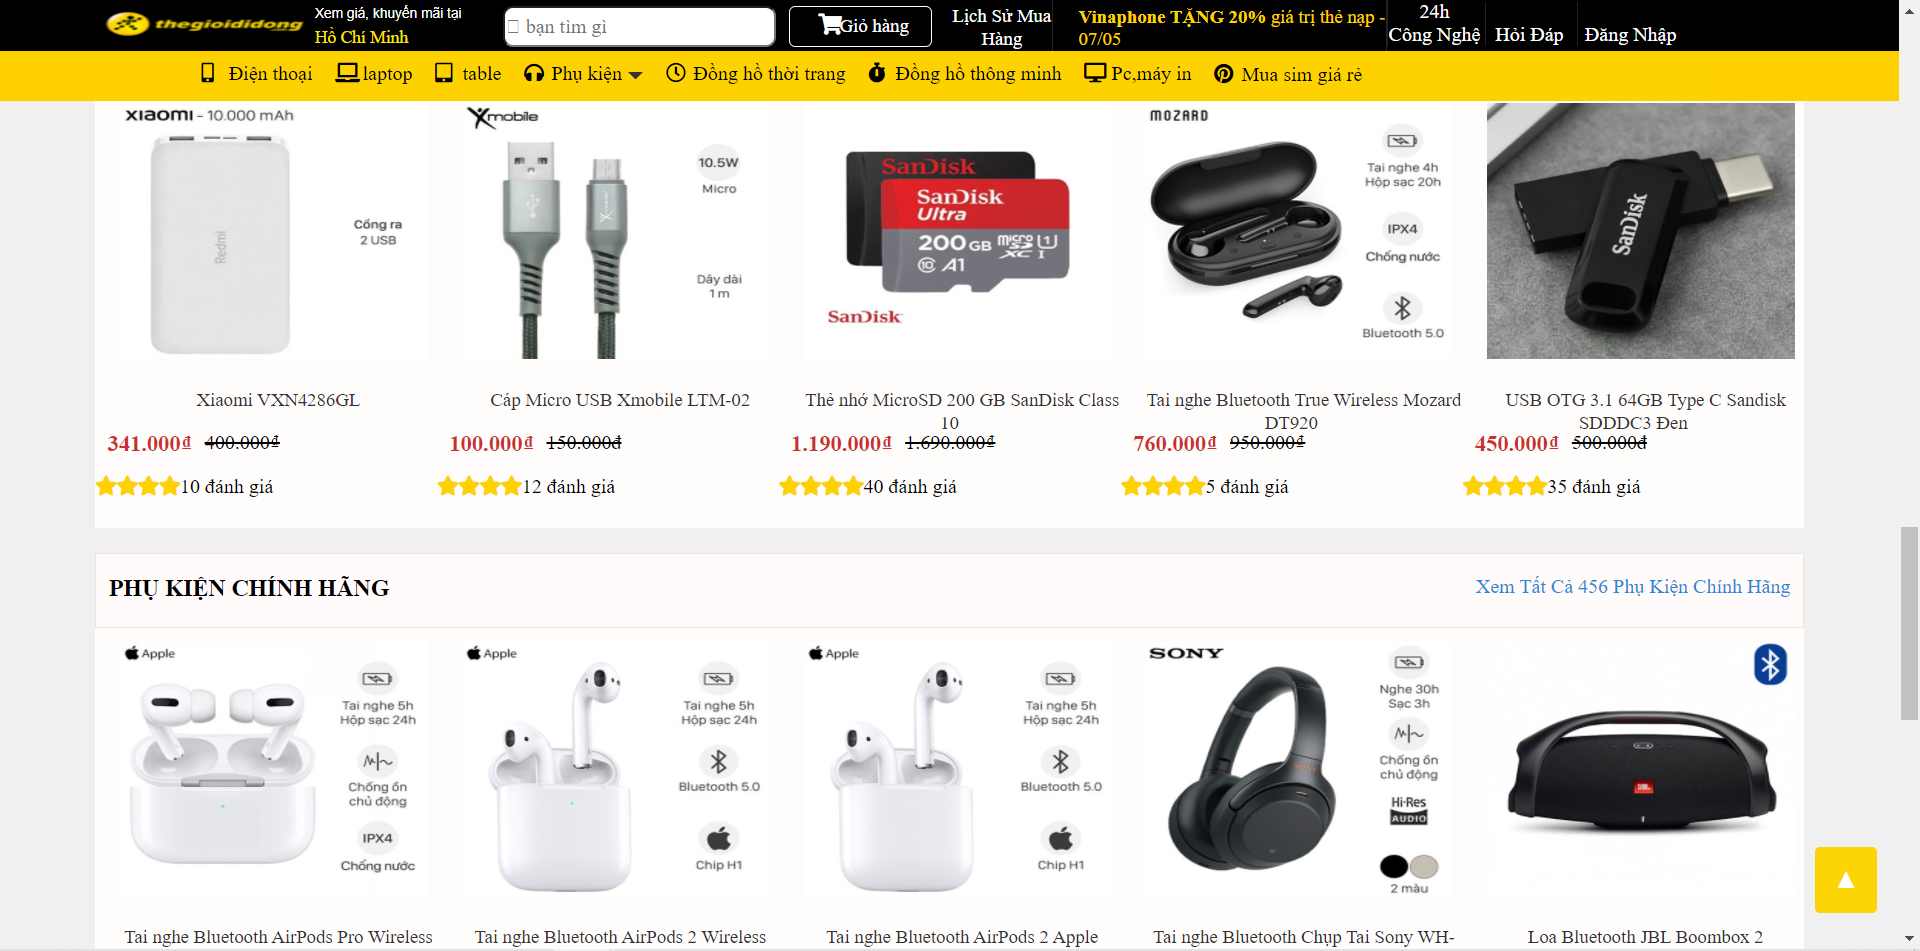 thegioididong
Xem giá, khuyến mãi tại
Hồ Chí Minh
bạn tìm gì
Giỏ hàng
Lịch Sử Mua
Hàng
Vinaphone TẶNG 20% giá trị thẻ nạp -
07/05
24h
Công Nghệ
Hỏi Đáp
Đăng Nhập
Điện thoại
laptop
table
Phụ kiện
Đồng hồ thời trang
Đồng hồ thông minh
Pc,máy in
Mua sim giá rẻ
xiaomi - 10.000 mAh
Cổng ra
2 USB
Redmi
Xmobile
10.5W
Micro
Dây dài
1 m
SanDisk
SanDisk
Ultra
200 GB
micro
SD
XC I
U1
10 A1
SanDisk
MOZARD
Tai nghe 4h
Hộp sạc 20h
IPX4
Chống nước
Bluetooth 5.0
SanDisk
Xiaomi VXN4286GL
341.000₫ 400.000₫
10 đánh giá
Cáp Micro USB Xmobile LTM-02
100.000₫ 150.000đ
12 đánh giá
Thẻ nhớ MicroSD 200 GB SanDisk Class
10
1.190.000₫ 1.690.000₫
40 đánh giá
Tai nghe Bluetooth True Wireless Mozard
DT920
760.000₫ 950.000₫
5 đánh giá
USB OTG 3.1 64GB Type C Sandisk
SDDDC3 Đen
450.000₫ 500.000đ
35 đánh giá
PHỤ KIỆN CHÍNH HÃNG
Xem Tất Cả 456 Phụ Kiện Chính Hãng
Apple
Tai nghe 5h
Hộp sạc 24h
Chống ồn
chủ động
IPX4
Chống nước
Apple
Tai nghe 5h
Hộp sạc 24h
Bluetooth 5.0
Chip H1
Apple
Tai nghe 5h
Hộp sạc 24h
Bluetooth 5.0
Chip H1
SONY
Nghe 30h
Sạc 3h
Chống ồn
chủ động
Hi-Res
AUDIO
2 màu
SONY
JBL
Tai nghe Bluetooth AirPods Pro Wireless
Tai nghe Bluetooth AirPods 2 Wireless
Tai nghe Bluetooth AirPods 2 Apple
Tai nghe Bluetooth Chụp Tai Sony WH-
Loa Bluetooth JBL Boombox 2